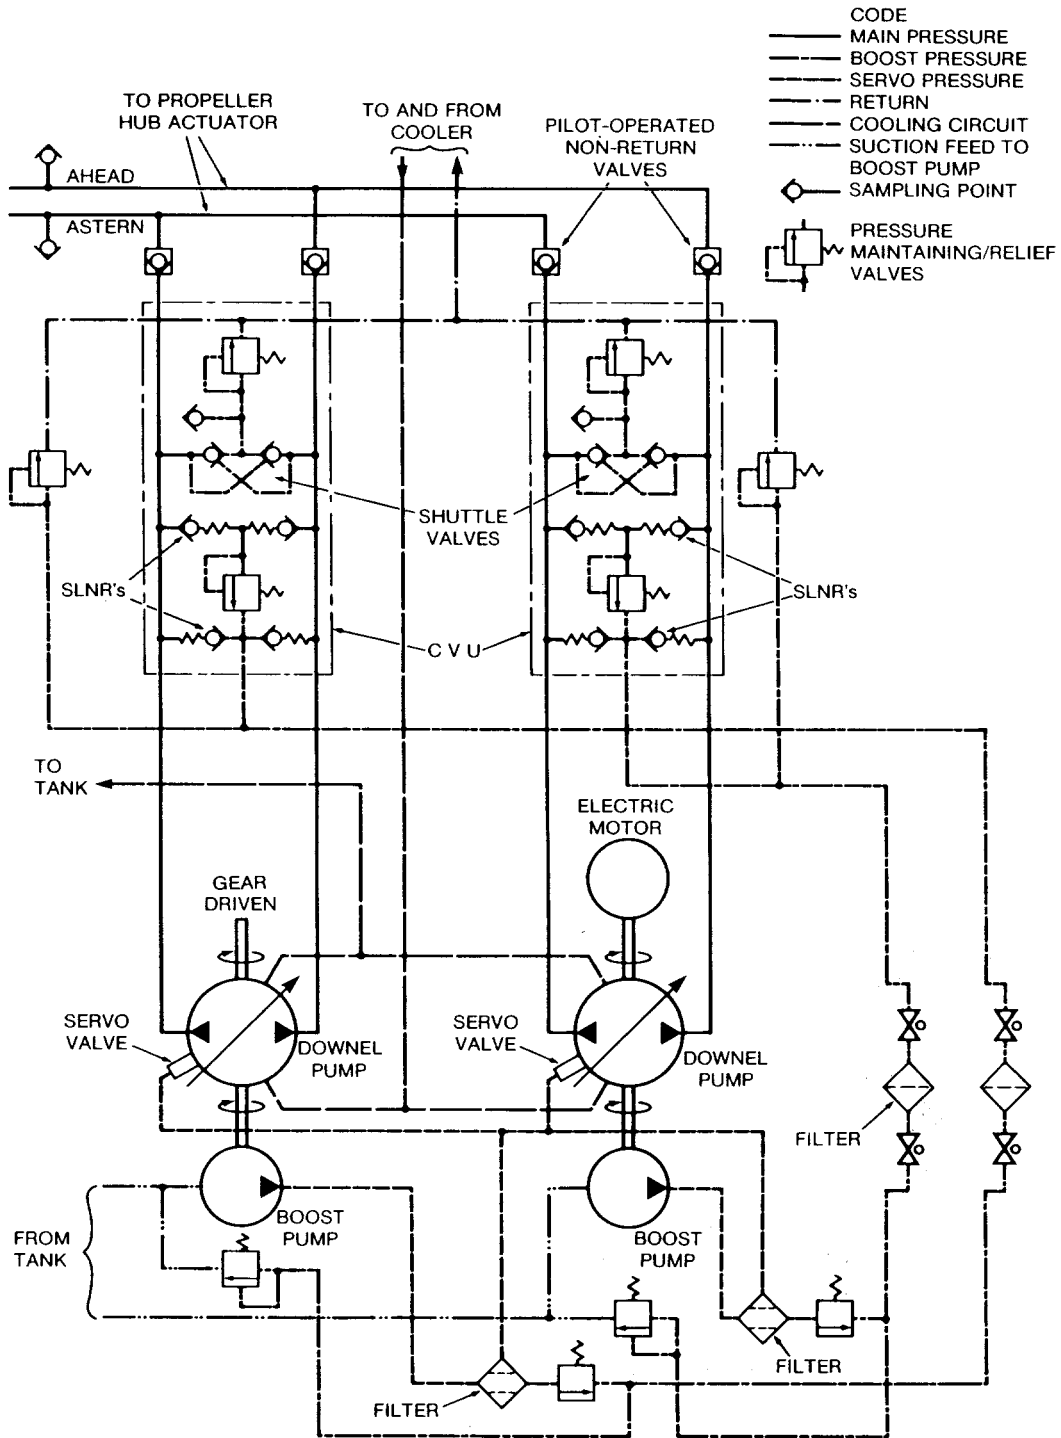 CODE
MAIN PRESSURE
BOOST PRESSURE
SERVO PRESSURE
RETURN
COOLING CIRCUIT
SUCTION FEED TO
BOOST PUMP
SAMPLING POINT
PRESSURE
MAINTAINING/RELIEF
VALVES
TO PROPELLER
HUB ACTUATOR
TO AND FROM
COOLER
PILOT-OPERATED
NON-RETURN
VALVES
AHEAD
ASTERN
SHUTTLE
VALVES
SLNR's
SLNR's
C V U
TO
TANK
ELECTRIC
MOTOR
GEAR
DRIVEN
SERVO
VALVE
DOWNEL
PUMP
SERVO
VALVE
DOWNEL
PUMP
FILTER
FROM
TANK
BOOST
PUMP
BOOST
PUMP
FILTER
FILTER